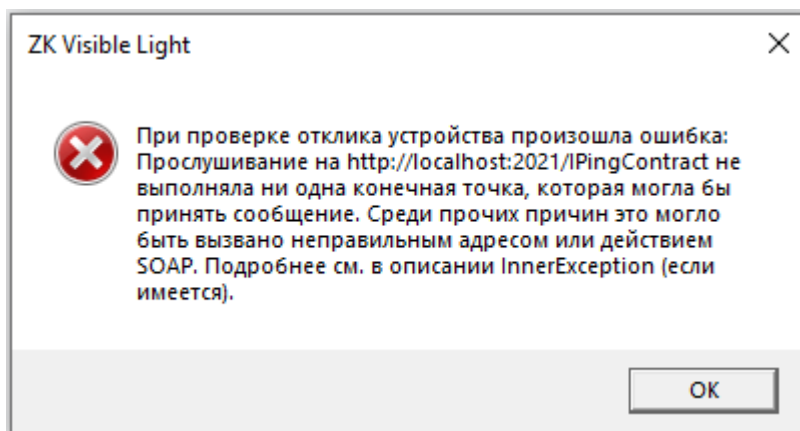 ZK Visible Light
При проверке отклика устройства произошла ошибка:
Прослушивание на http://localhost:2021/IPingContract не
выполняла ни одна конечная точка, которая могла бы
принять сообщение. Среди прочих причин это могло
быть вызвано неправильным адресом или действием
SOAP. Подробнее см. в описании InnerException (если
имеется).
OK